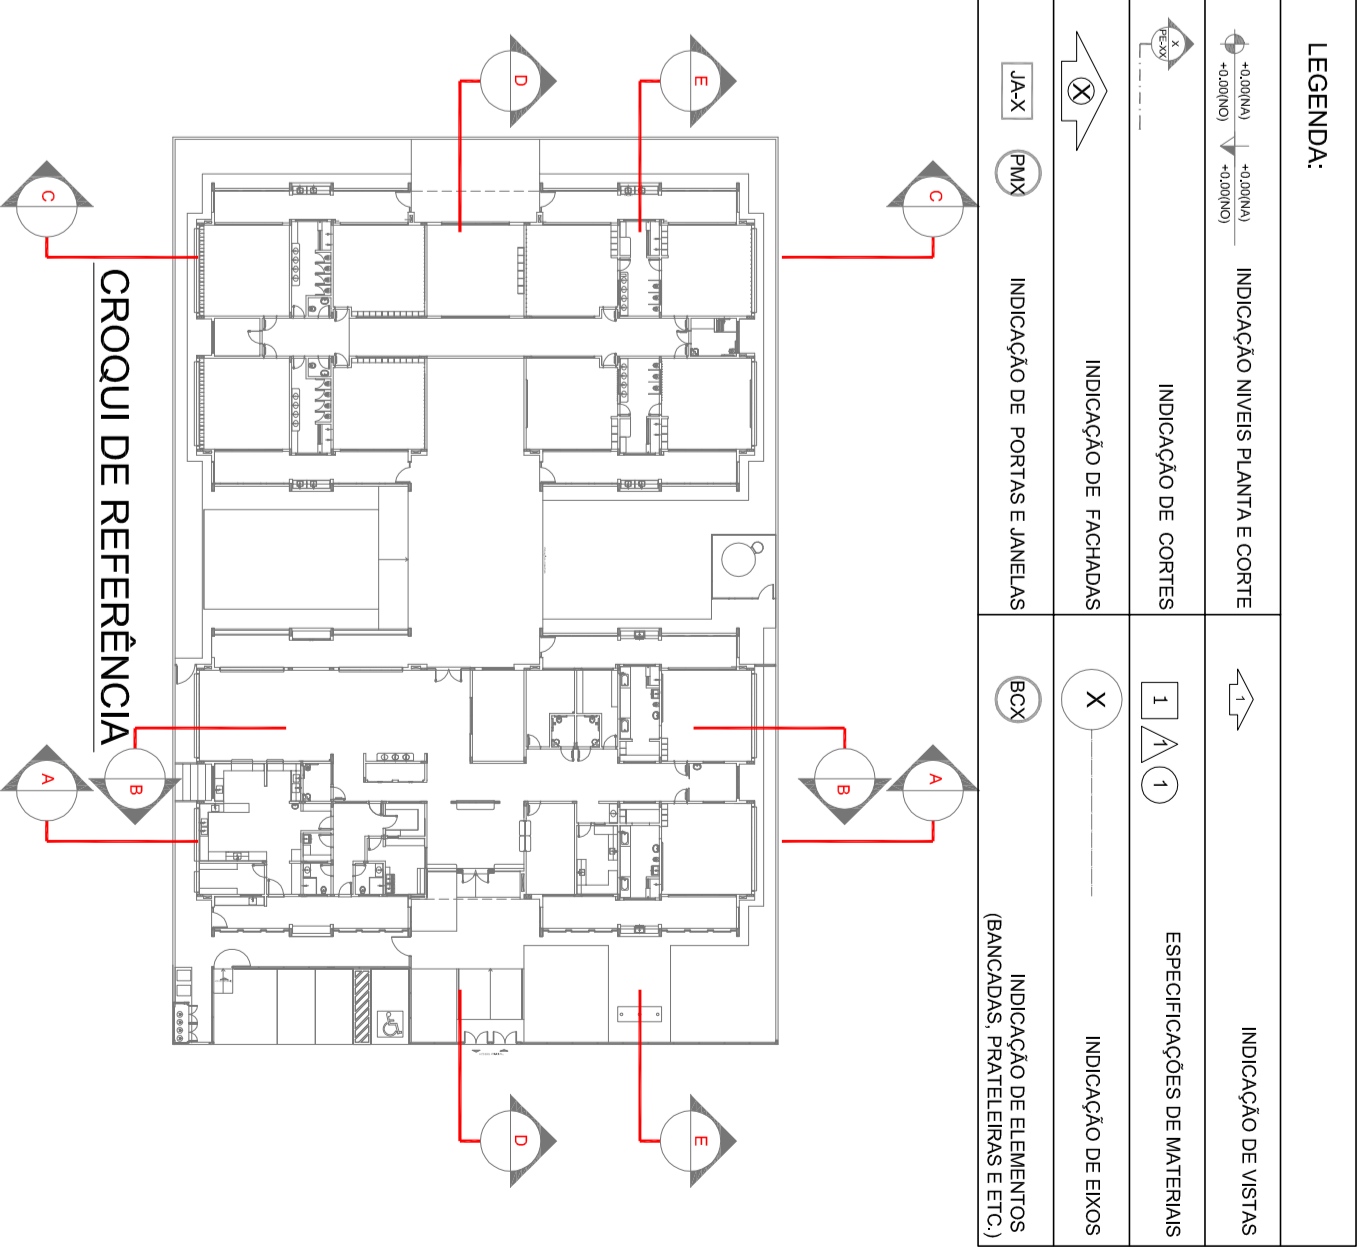 LEGENDA:
+0.00(NA)
+0.00(NO)
+0.00(NA)
+0.00(NO)
INDICAÇÃO NIVEIS PLANTA E CORTE
1
INDICAÇÃO DE VISTAS
X
PE-XX
INDICAÇÃO DE CORTES
1
1
1
ESPECIFICAÇÕES DE MATERIAIS
X
INDICAÇÃO DE FACHADAS
X
INDICAÇÃO DE EIXOS
JA-X
PMX
INDICAÇÃO DE PORTAS E JANELAS
BCX
INDICAÇÃO DE ELEMENTOS
(BANCADAS, PRATELEIRAS E ETC.)
C
A
B
E
D
E
D
C
B
A
CROQUI DE REFERÊNCIA